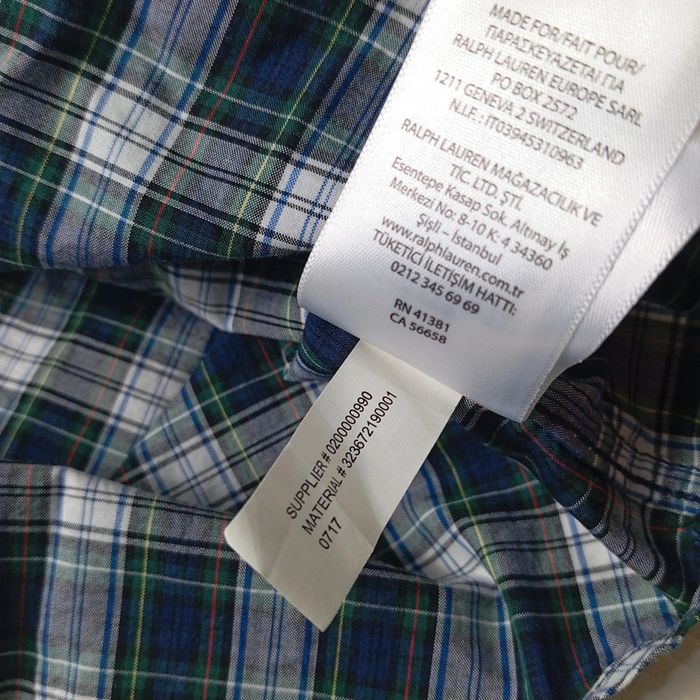 MADE FOR/FAIT POUR/
ΠΑΡΑΣΚΕΥΑΖΕΤΑΙ ΓΙΑ
RALPH LAUREN EUROPE SARL
PO BOX 2572
1211 GENEVA 2 SWITZERLAND
N.I.F. : IT03945310963
RALPH LAUREN MAĞAZACILIK VE
TİC. LTD. ŞTİ.
Esentepe Kasap Sok. Altınay İş
Merkezi No: 8-10 K: 4 34360
Şişli - İstanbul
www.ralphlauren.com.tr
TÜKETİCİ İLETİŞİM HATTI:
0212 345 69 69
RN 41381
CA 56658
SUPPLIER # 0200000990
MATERIAL # 323672190001
0717